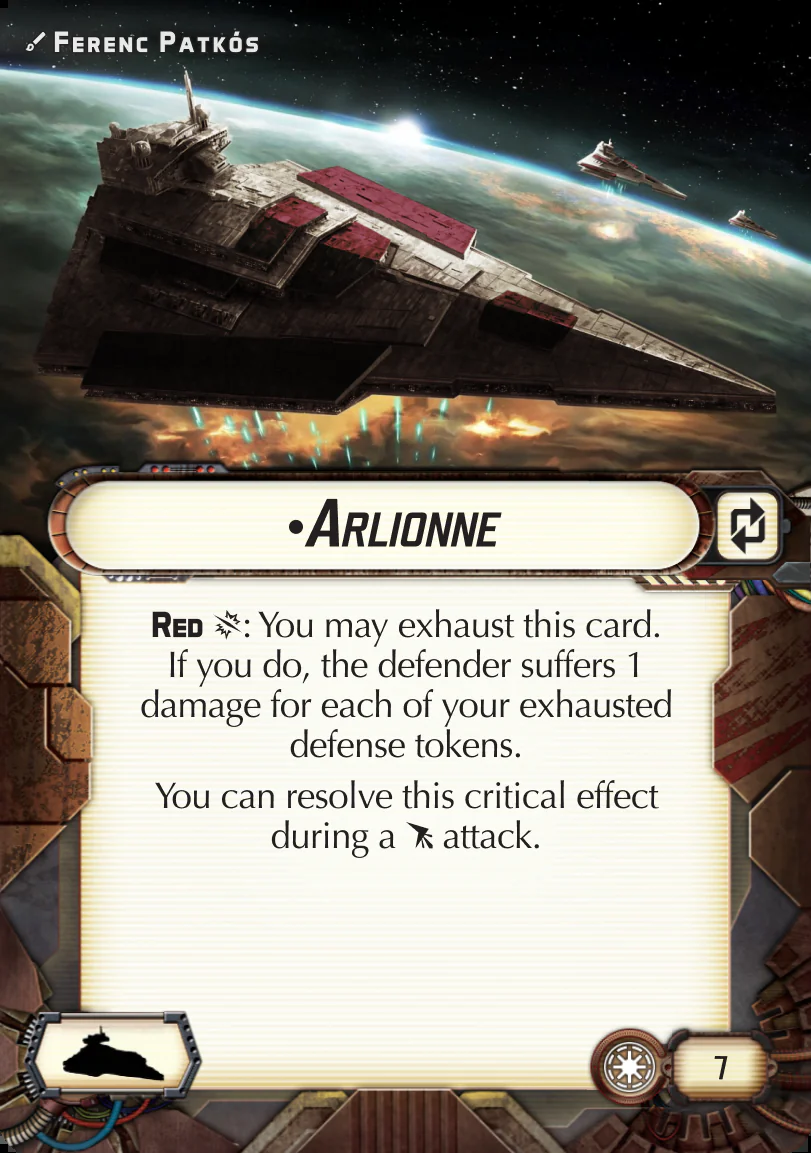 Ferenc Patkós
•Arlionne
Red : You may exhaust this card.
If you do, the defender suffers 1
damage for each of your exhausted
defense tokens.
You can resolve this critical effect
during a attack.
7